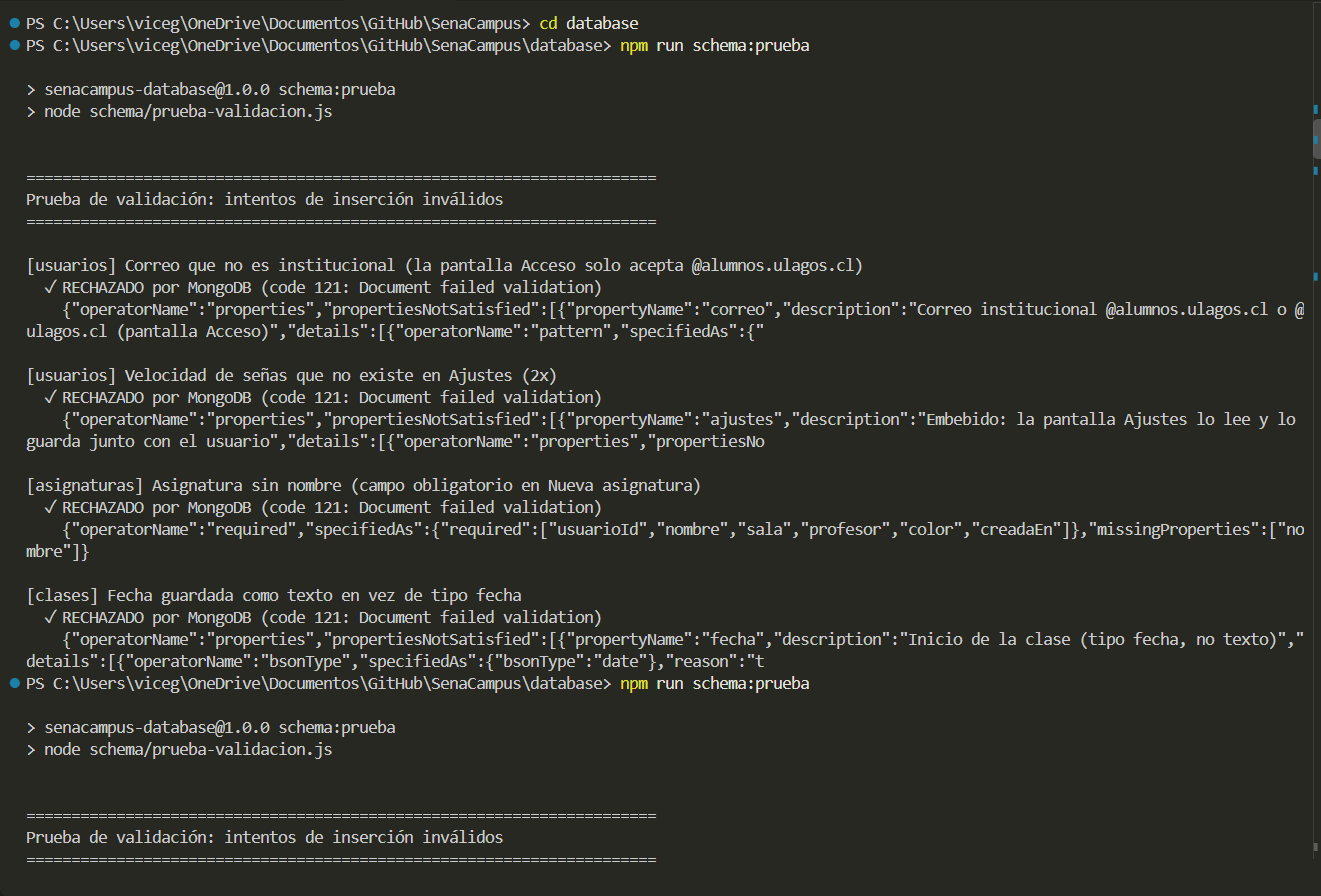 PS C:\Users\viceg\OneDrive\Documentos\GitHub\SenaCampus> cd database
PS C:\Users\viceg\OneDrive\Documentos\GitHub\SenaCampus\database> npm run schema:prueba
> senacampus-database@1.0.0 schema:prueba
> node schema/prueba-validacion.js
======================================================================
Prueba de validación: intentos de inserción inválidos
======================================================================
[usuarios] Correo que no es institucional (la pantalla Acceso solo acepta @alumnos.ulagos.cl)
✓ RECHAZADO por MongoDB (code 121: Document failed validation)
{"operatorName":"properties","propertiesNotSatisfied":[{"propertyName":"correo","description":"Correo institucional @alumnos.ulagos.cl o @
ulagos.cl (pantalla Acceso)","details":[{"operatorName":"pattern","specifiedAs":{"
[usuarios] Velocidad de señas que no existe en Ajustes (2x)
✓ RECHAZADO por MongoDB (code 121: Document failed validation)
{"operatorName":"properties","propertiesNotSatisfied":[{"propertyName":"ajustes","description":"Embebido: la pantalla Ajustes lo lee y lo
guarda junto con el usuario","details":[{"operatorName":"properties","propertiesNo
[asignaturas] Asignatura sin nombre (campo obligatorio en Nueva asignatura)
✓ RECHAZADO por MongoDB (code 121: Document failed validation)
{"operatorName":"required","specifiedAs":{"required":["usuarioId","nombre","sala","profesor","color","creadaEn"]},"missingProperties":["no
mbre"]}
[clases] Fecha guardada como texto en vez de tipo fecha
✓ RECHAZADO por MongoDB (code 121: Document failed validation)
{"operatorName":"properties","propertiesNotSatisfied":[{"propertyName":"fecha","description":"Inicio de la clase (tipo fecha, no texto)","
details":[{"operatorName":"bsonType","specifiedAs":{"bsonType":"date"},"reason":"t
PS C:\Users\viceg\OneDrive\Documentos\GitHub\SenaCampus\database> npm run schema:prueba
> senacampus-database@1.0.0 schema:prueba
> node schema/prueba-validacion.js
======================================================================
Prueba de validación: intentos de inserción inválidos
======================================================================